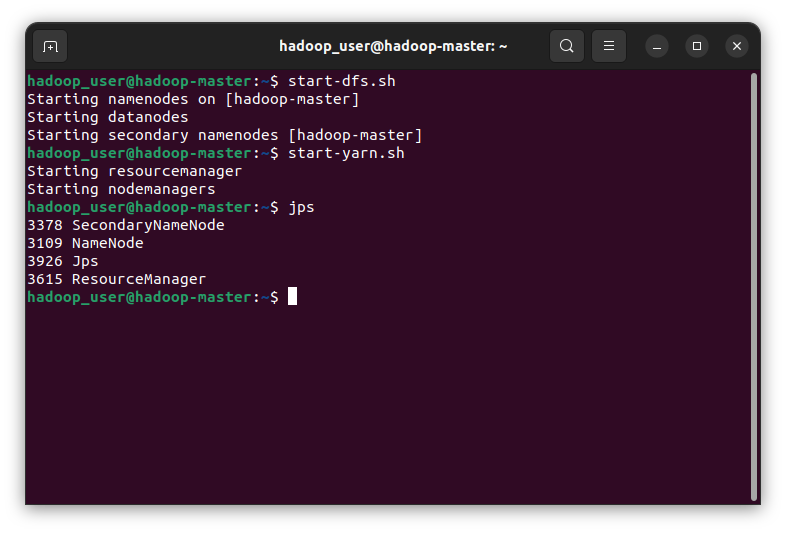 hadoop_user@hadoop-master: ~
hadoop_user@hadoop-master:~$ start-dfs.sh
Starting namenodes on [hadoop-master]
Starting datanodes
Starting secondary namenodes [hadoop-master]
hadoop_user@hadoop-master:~$ start-yarn.sh
Starting resourcemanager
Starting nodemanagers
hadoop_user@hadoop-master:~$ jps
3378 SecondaryNameNode
3109 NameNode
3926 Jps
3615 ResourceManager
hadoop_user@hadoop-master:~$